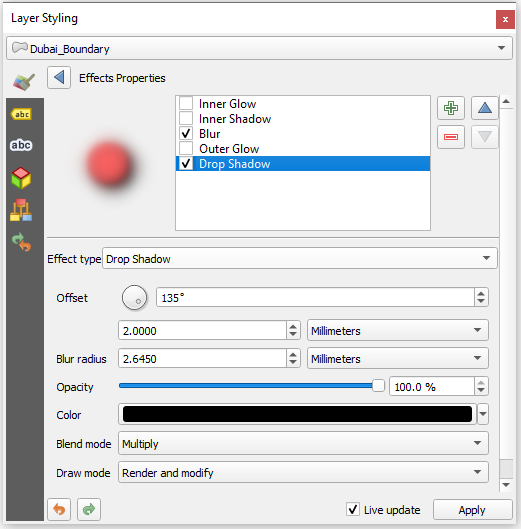 Layer Styling
Dubai_Boundary
Effects Properties
abc
abc
Inner Glow
Inner Shadow
Blur
Outer Glow
Drop Shadow
Effect type Drop Shadow
Offset 135°
2.0000 Millimeters
Blur radius 2.6450 Millimeters
Opacity 100.0 %
Color
Blend mode Multiply
Draw mode Render and modify
Live update Apply